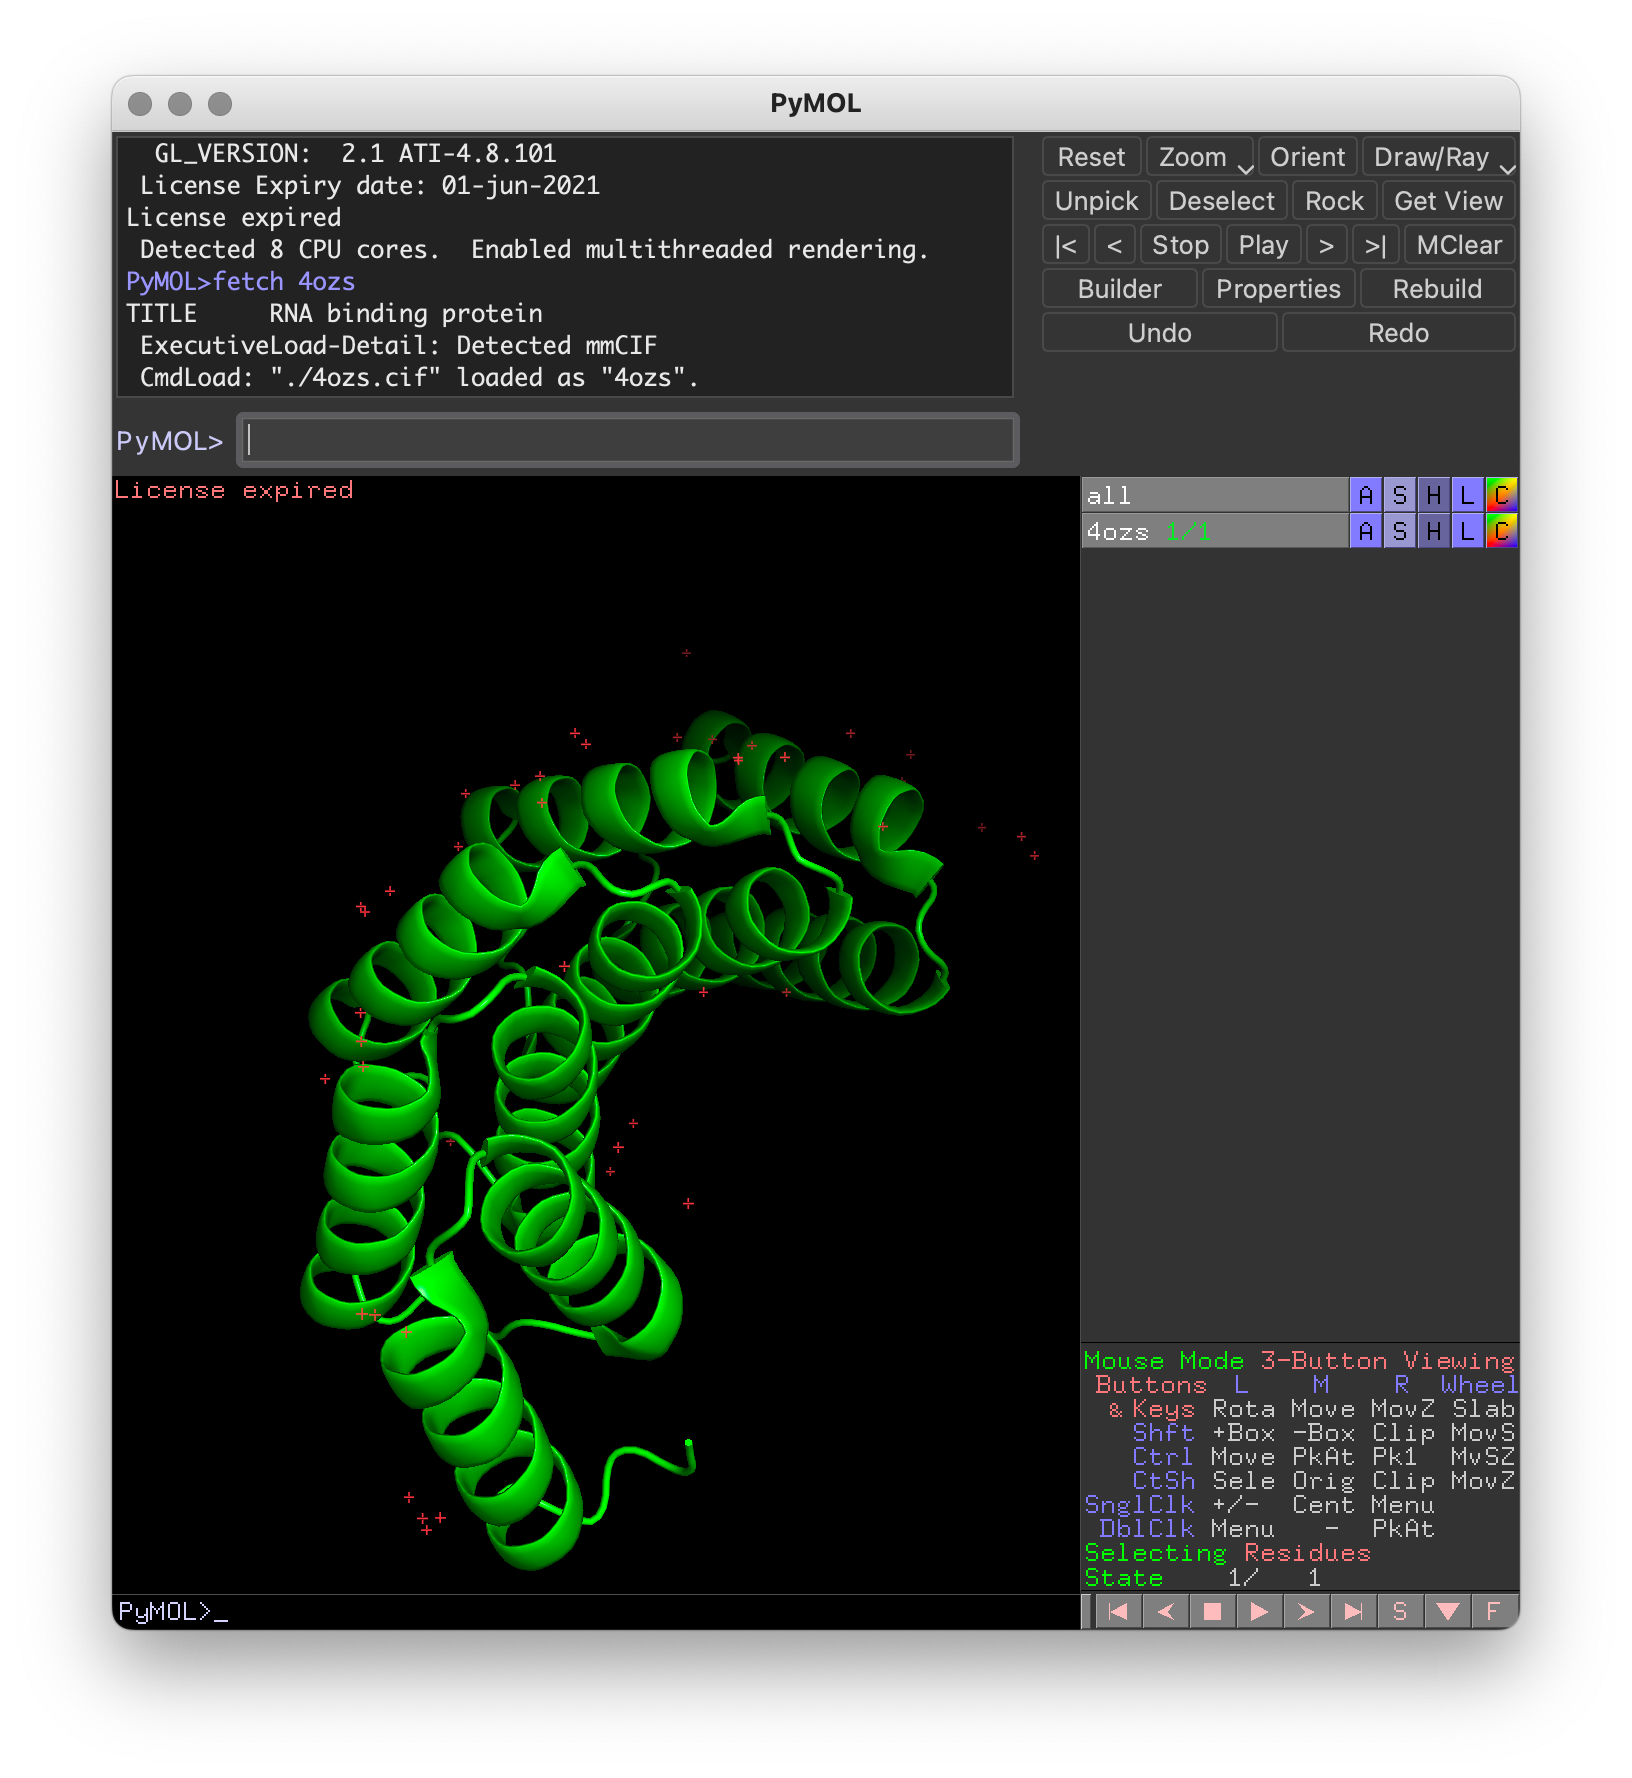 PyMOL
GL_VERSION:  2.1 ATI-4.8.101
License Expiry date: 01-jun-2021
License expired
Detected 8 CPU cores.  Enabled multithreaded rendering.
PyMOL>fetch 4ozs
TITLE     RNA binding protein
ExecutiveLoad-Detail: Detected mmCIF
CmdLoad: "./4ozs.cif" loaded as "4ozs".
PyMOL>
Reset Zoom Orient Draw/Ray
Unpick Deselect Rock Get View
|< < Stop Play > >| MClear
Builder Properties Rebuild
Undo Redo
License expired
all A S H L C
4ozs 1/1 A S H L C
Mouse Mode 3-Button Viewing
Buttons L M R Wheel
& Keys Rota Move MovZ Slab
Shft +Box -Box Clip MovS
Ctrl Move PkAt Pk1 MvSZ
CtSh Sele Orig Clip MovZ
SnglClk +/- Cent Menu
DblClk Menu - PkAt
Selecting Residues
State 1/ 1
PyMOL>_
S F